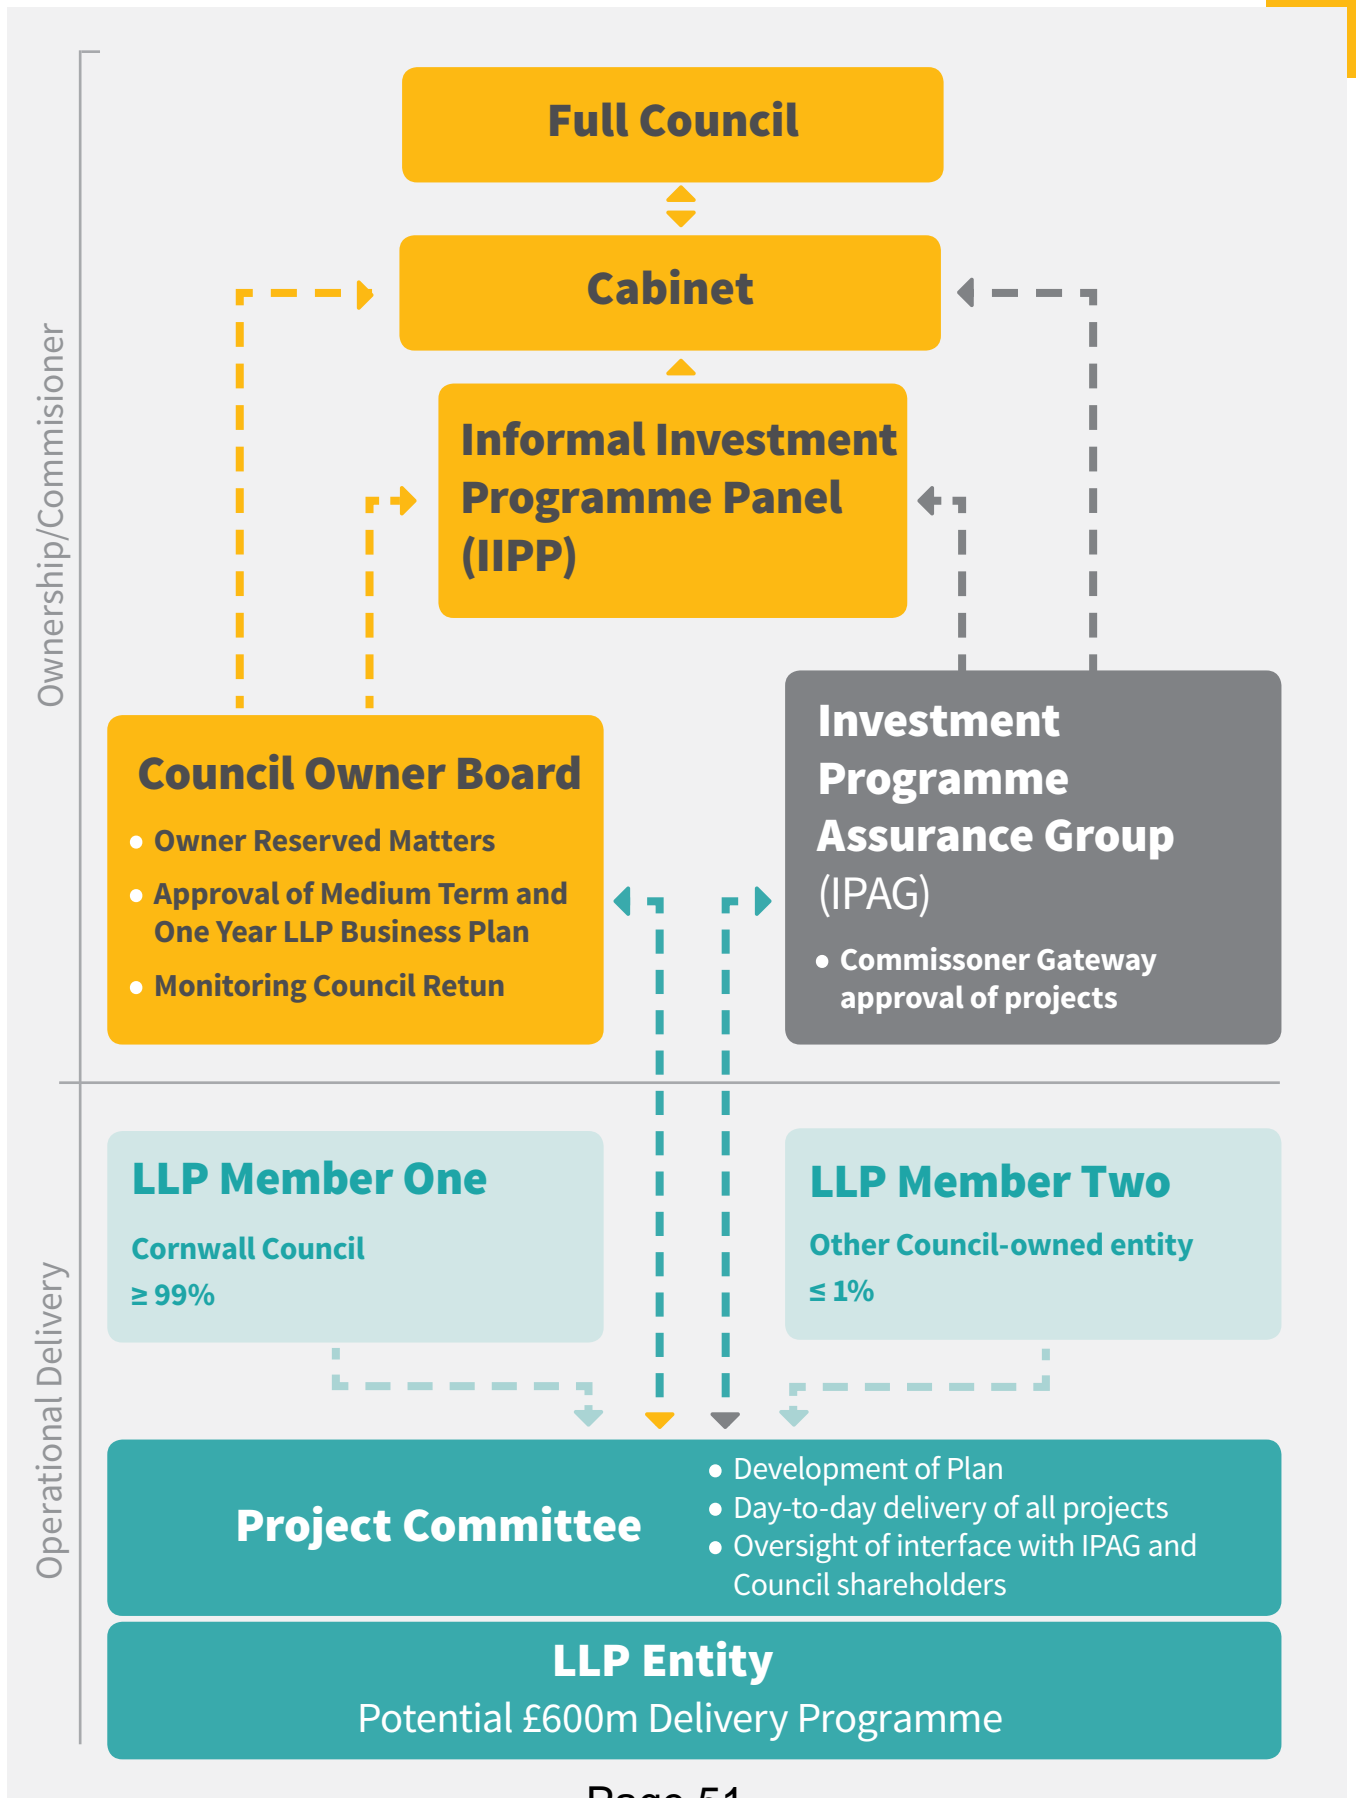 Full Council
Cabinet
Ownership/Commisioner
Informal Investment
Programme Panel
(IIPP)
Council Owner Board
• Owner Reserved Matters
• Approval of Medium Term and
One Year LLP Business Plan
• Monitoring Council Retun
Investment
Programme
Assurance Group
(IPAG)
• Commissoner Gateway
approval of projects
Operational Delivery
LLP Member One
Cornwall Council
≥ 99%
LLP Member Two
Other Council-owned entity
≤ 1%
Project Committee
• Development of Plan
• Day-to-day delivery of all projects
• Oversight of interface with IPAG and
Council shareholders
LLP Entity
Potential £600m Delivery Programme
Page 51